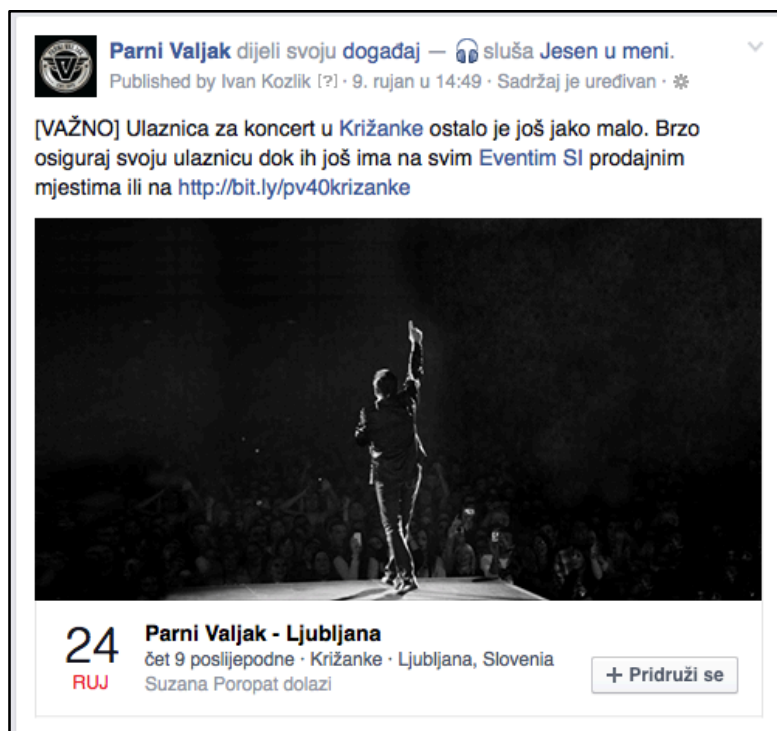 Parni Valjak dijeli svoju događaj — sluša Jesen u meni.
Published by Ivan Kozlik [?] · 9. rujan u 14:49 · Sadržaj je uređivan ·
[VAŽNO] Ulaznica za koncert u Križanke ostalo je još jako malo. Brzo
osiguraj svoju ulaznicu dok ih još ima na svim Eventim SI prodajnim
mjestima ili na http://bit.ly/pv40krizanke
24
RUJ
Parni Valjak - Ljubljana
čet 9 poslijepodne · Križanke · Ljubljana, Slovenia
Suzana Poropat dolazi
+ Pridruži se